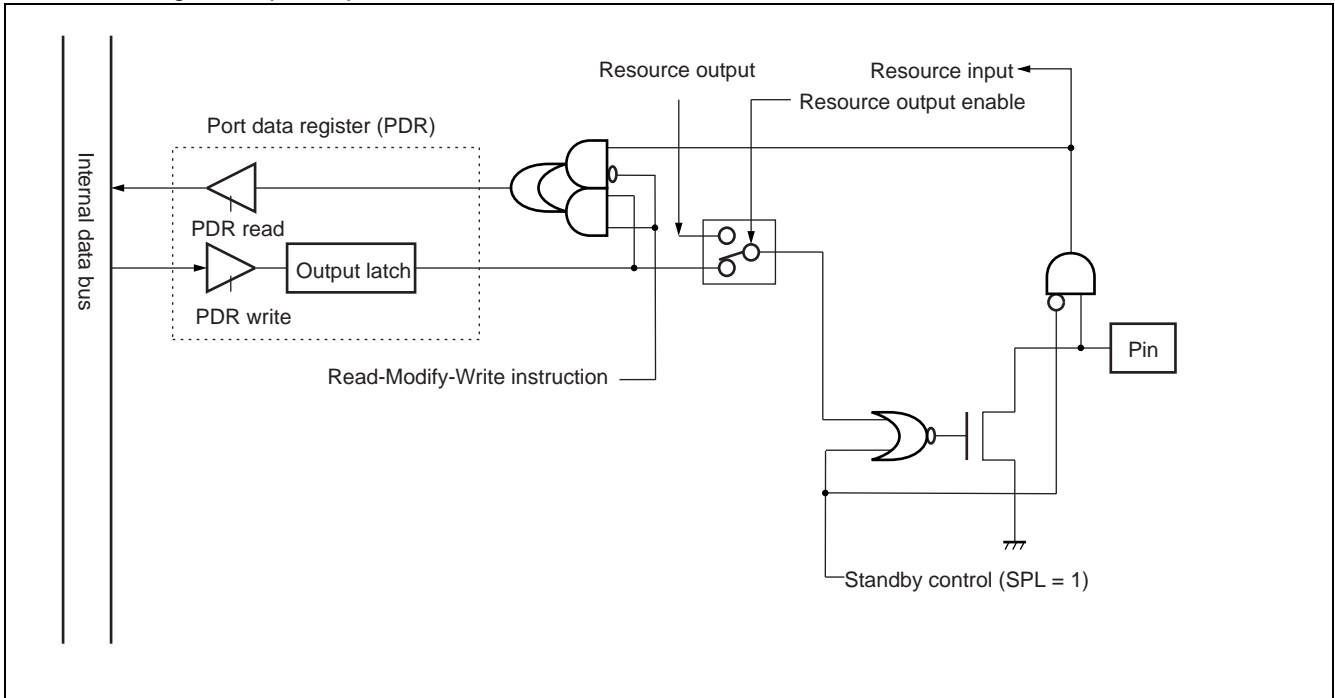 Resource output
Resource input
Resource output enable
Port data register (PDR)
Internal data bus
PDR read
Output latch
PDR write
Pin
Read-Modify-Write instruction
Standby control (SPL = 1)